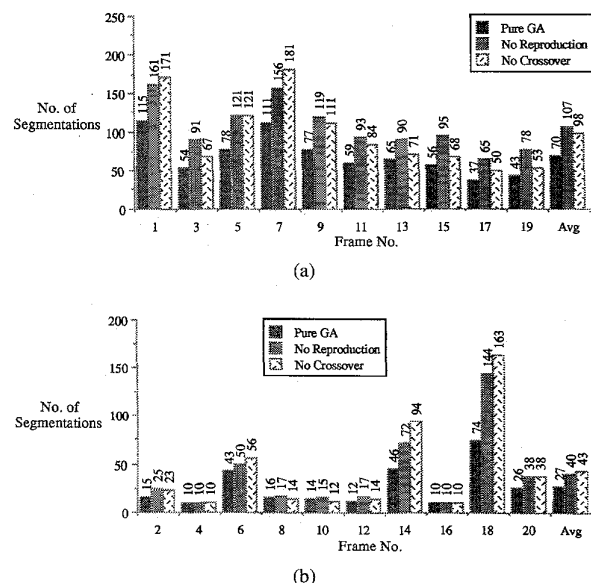 250
200
150
100
50
0
No. of
Segmentations
Pure GA
No Reproduction
No Crossover
115 161 171
54 91 67
78 121 121
111 156 181
77 119 111
59 93 84
65 90 71
56 95 68
37 65 50
43 78 53
70 107 98
1 3 5 7 9 11 13 15 17 19 Avg
Frame No.
(a)
200
150
100
50
0
No. of
Segmentations
Pure GA
No Reproduction
No Crossover
15 25 23
10 10 10
43 50 56
16 17 14
14 15 12
12 17 14
46 72 94
10 10 10
74 144 163
26 38 38
27 40 43
2 4 6 8 10 12 14 16 18 20 Avg
Frame No.
(b)